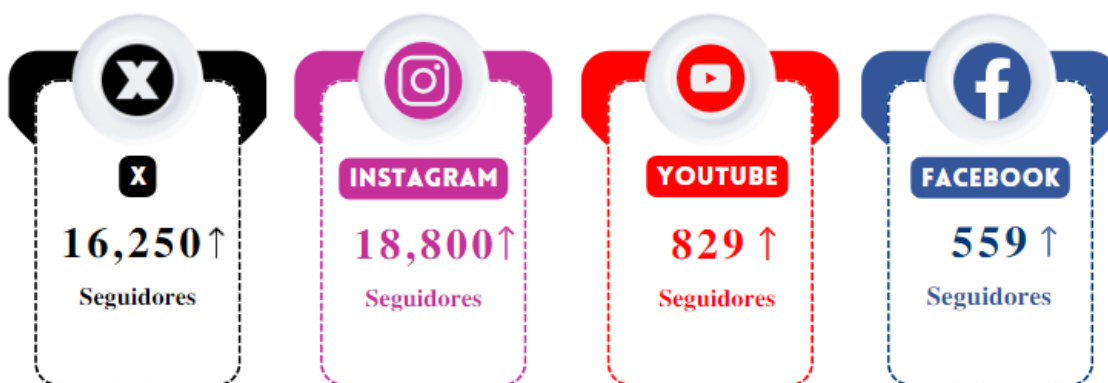 X
X
16,250↑
Seguidores
INSTAGRAM
18,800↑
Seguidores
YOUTUBE
829 ↑
Seguidores
f
FACEBOOK
559 ↑
Seguidores